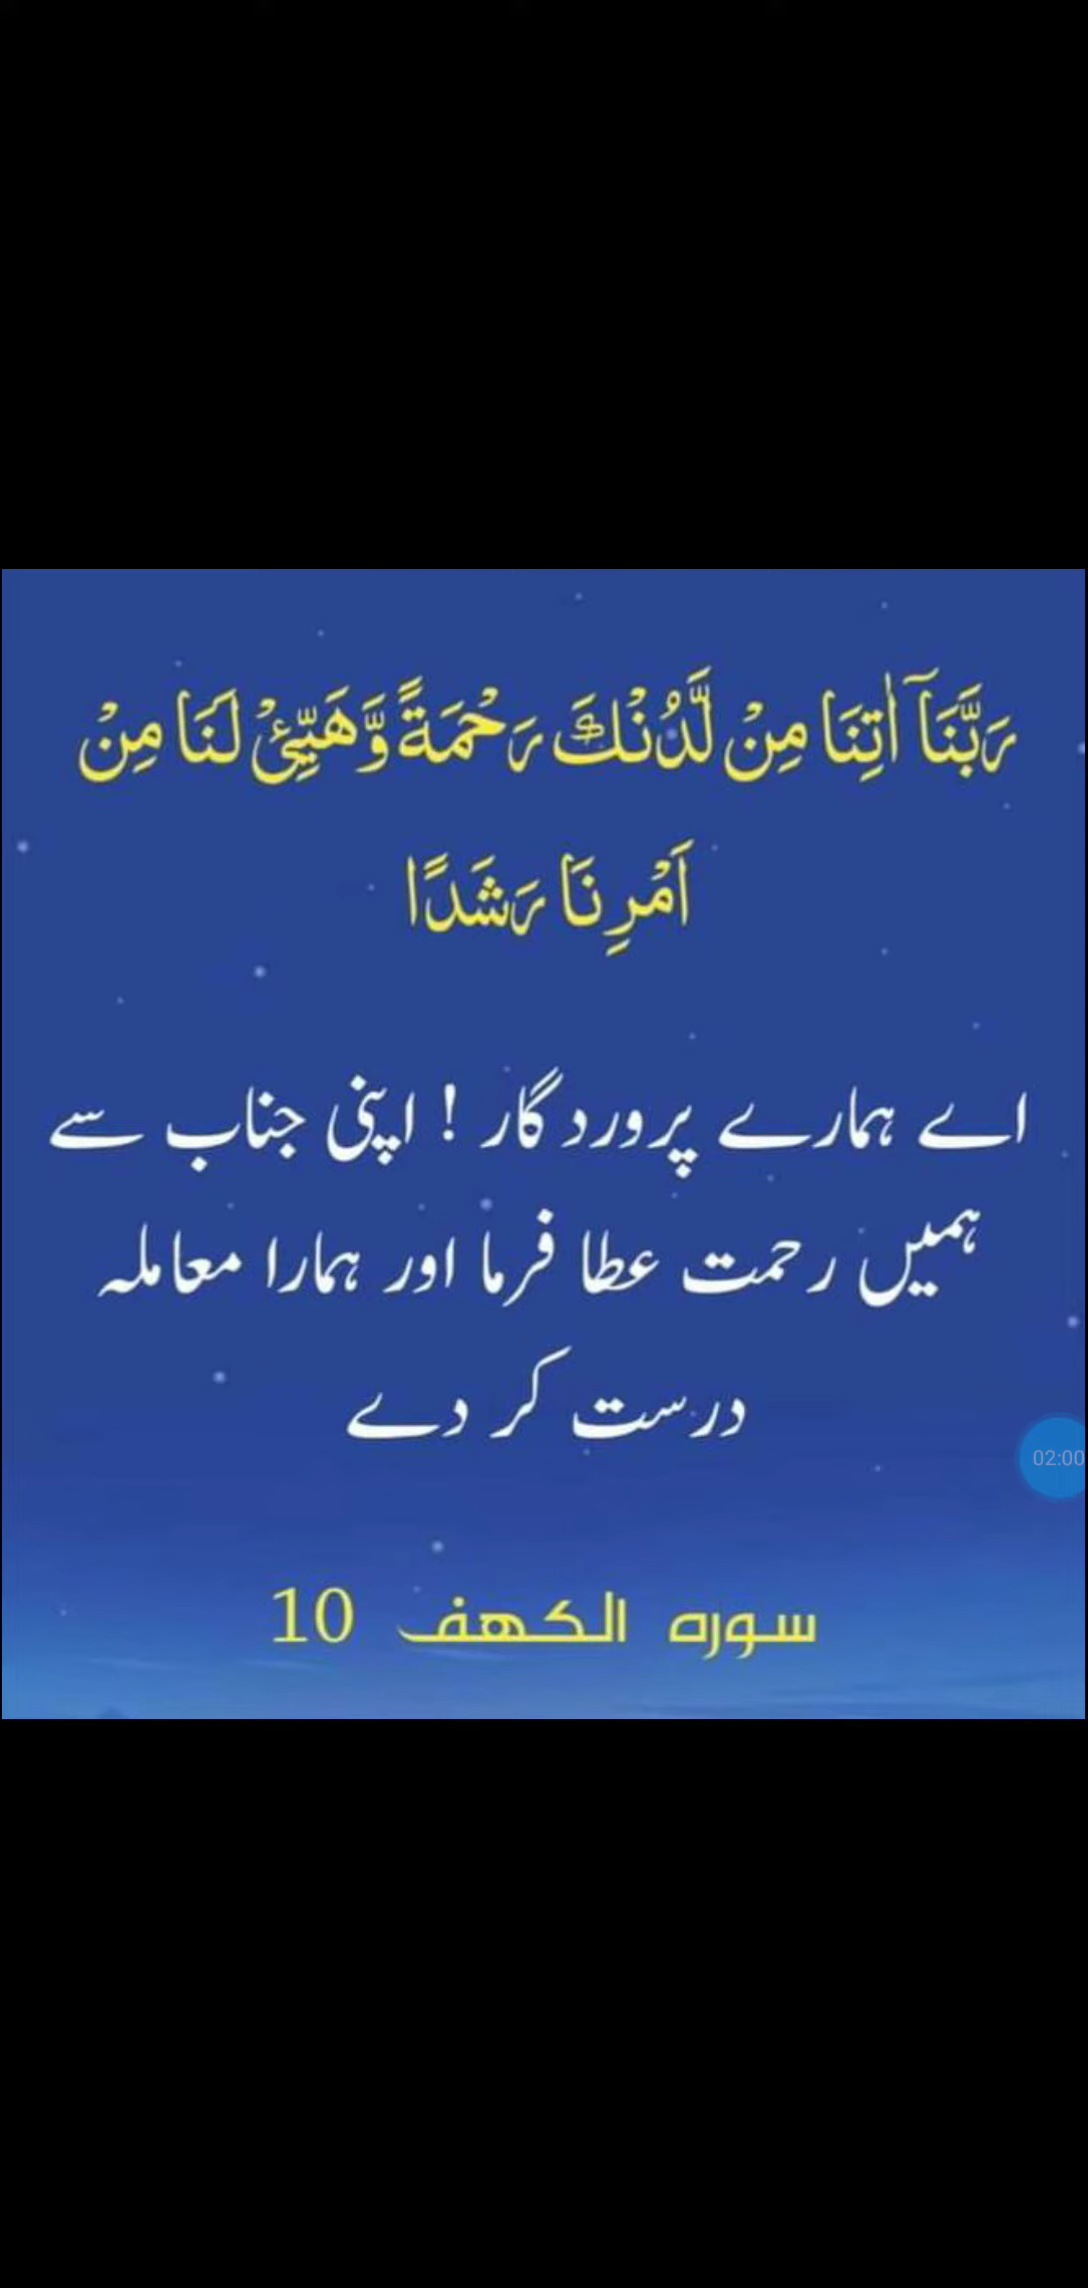 رَبَّنَآ اٰتِنَا مِنْ لَّدُنْكَ رَحْمَةً وَّهَيِّئْ لَنَا مِنْ
اَمْرِنَا رَشَدًا
اے ہمارے پروردگار ! اپنی جناب سے
ہمیں رحمت عطا فرما اور ہمارا معاملہ
درست کر دے
02:00
سورہ الکھف 10